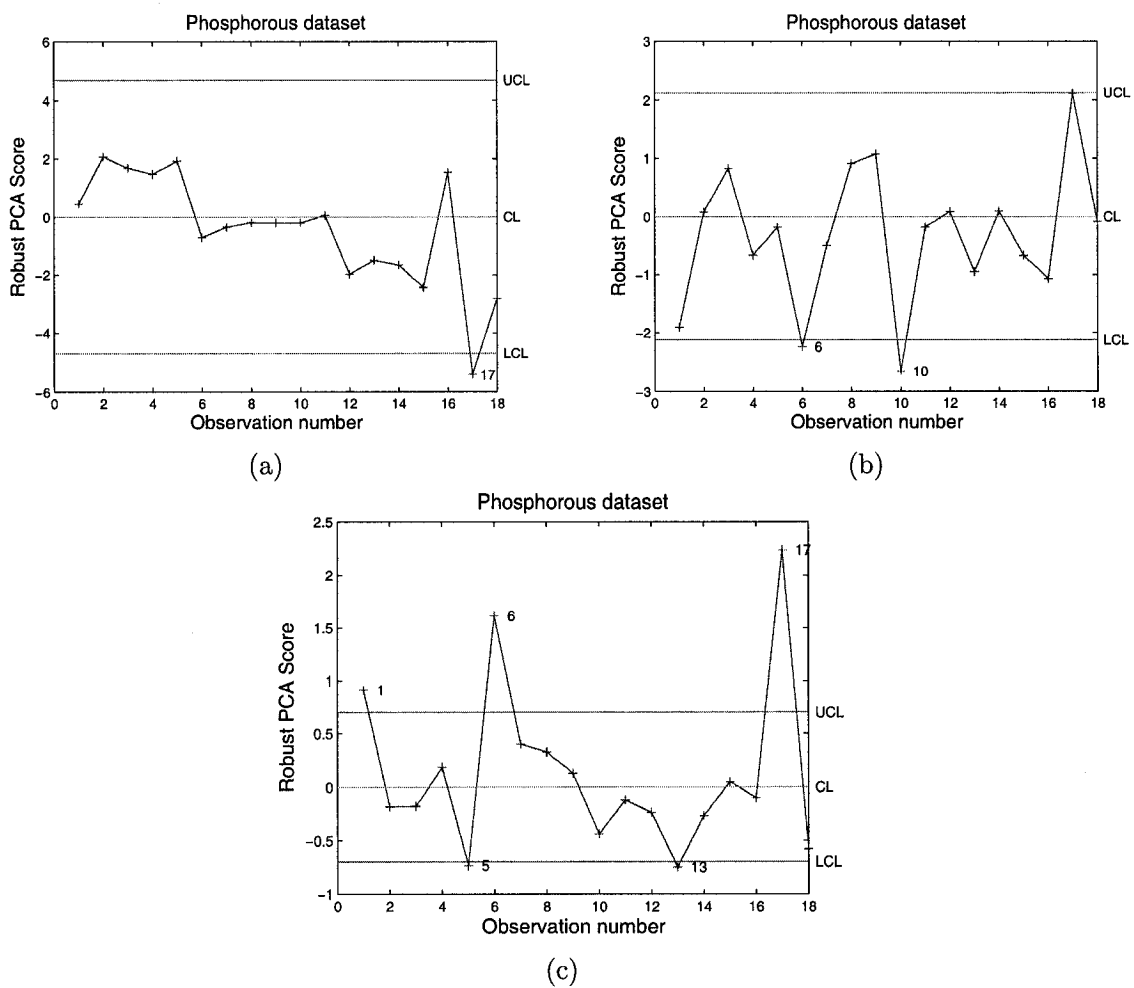 Phosphorous dataset
6
4
2
0
−2
−4
−6
Robust PCA Score
UCL
CL
LCL
17
0 2 4 6 8 10 12 14 16 18
Observation number
(a)
Phosphorous dataset
3
2
1
0
−1
−2
−3
Robust PCA Score
UCL
CL
LCL
6
10
0 2 4 6 8 10 12 14 16 18
Observation number
(b)
Phosphorous dataset
2.5
2
1.5
1
0.5
0
−0.5
−1
Robust PCA Score
17
6
1
UCL
CL
LCL
5
13
0 2 4 6 8 10 12 14 16 18
Observation number
(c)